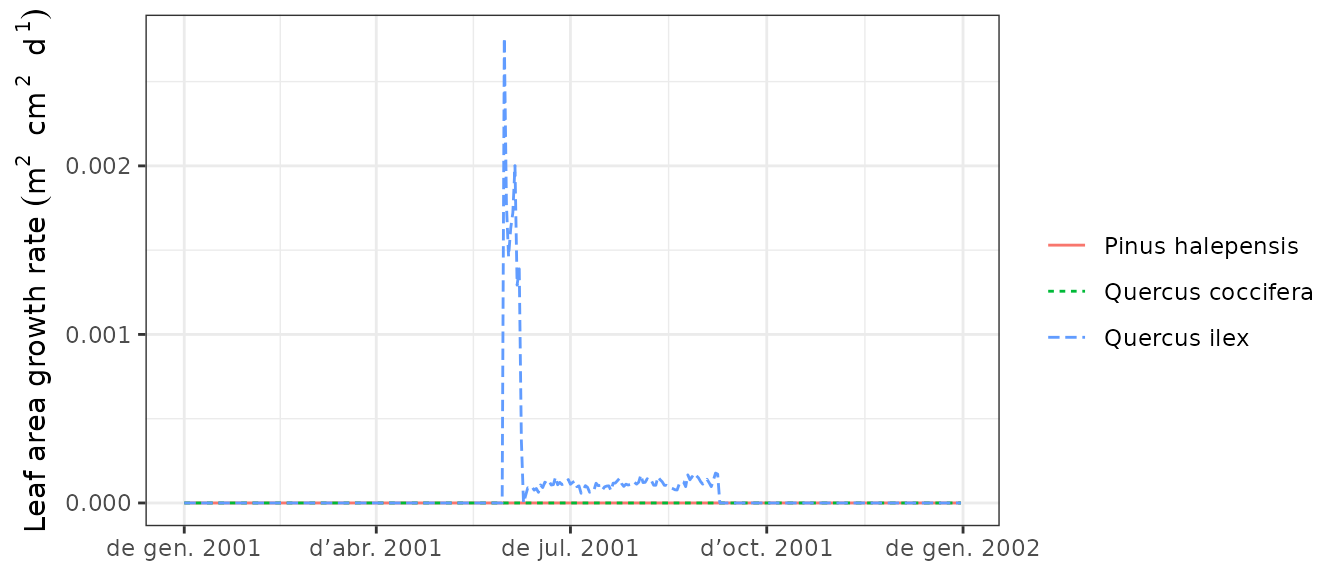 Leaf area growth rate (m² cm² d¹)
0.002
0.001
0.000
de gen. 2001 d’abr. 2001 de jul. 2001 d’oct. 2001 de gen. 2002
Pinus halepensis
Quercus coccifera
Quercus ilex